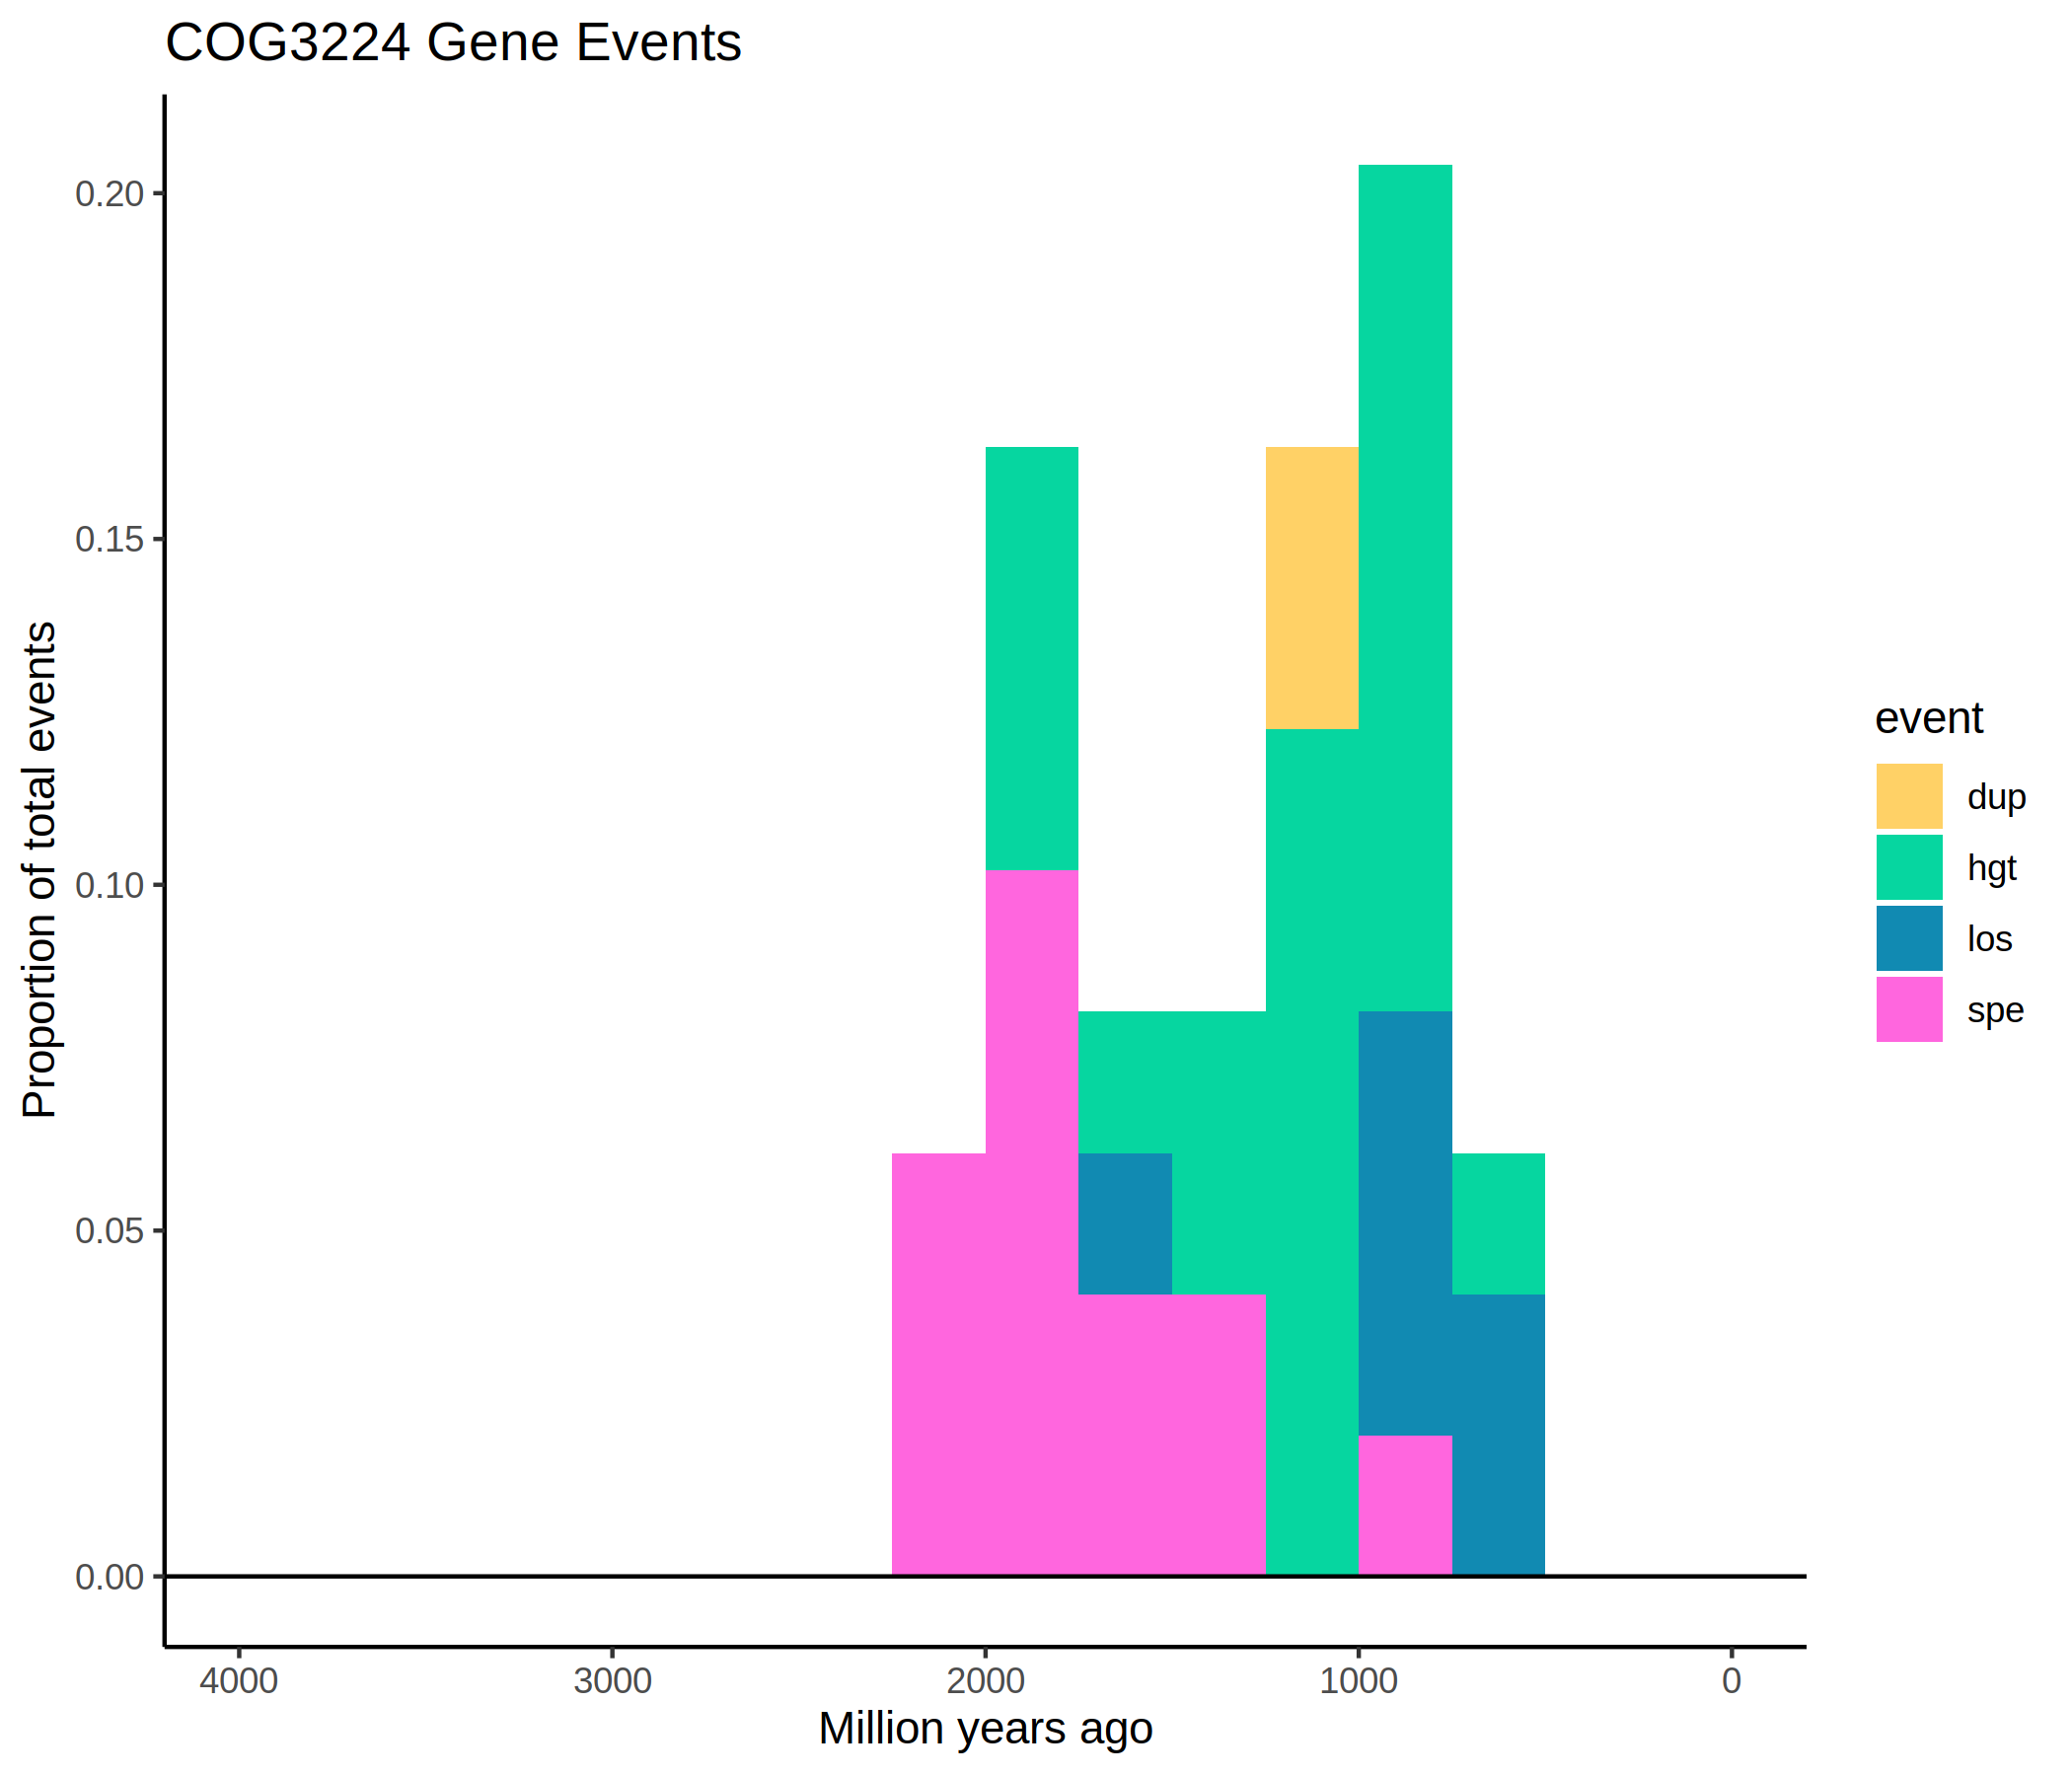 COG3224 Gene Events
Proportion of total events
0.20
0.15
0.10
0.05
0.00
4000 3000 2000 1000 0
Million years ago
event
dup
hgt
los
spe